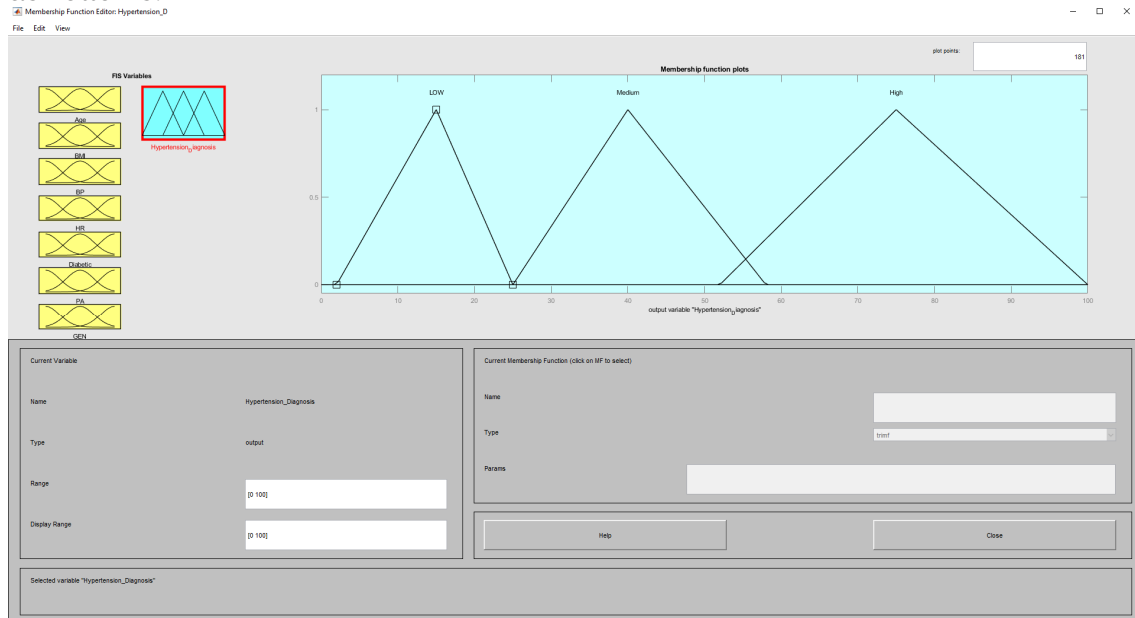 Membership Function Editor: Hypertension_D
File Edit View
plot points:
181
FIS Variables
Membership function plots
Age
BMI
BP
HR
Diabetic
PA
GEN
HypertensionDiagnosis
LOW
Medium
High
1
0.5
0
0 10 20 30 40 50 60 70 80 90 100
output variable "HypertensionDiagnosis"
Current Variable
Name Hypertension_Diagnosis
Type output
Range [0 100]
Display Range [0 100]
Current Membership Function (click on MF to select)
Name
Type trimf
Params
Help Close
Selected variable "Hypertension_Diagnosis"